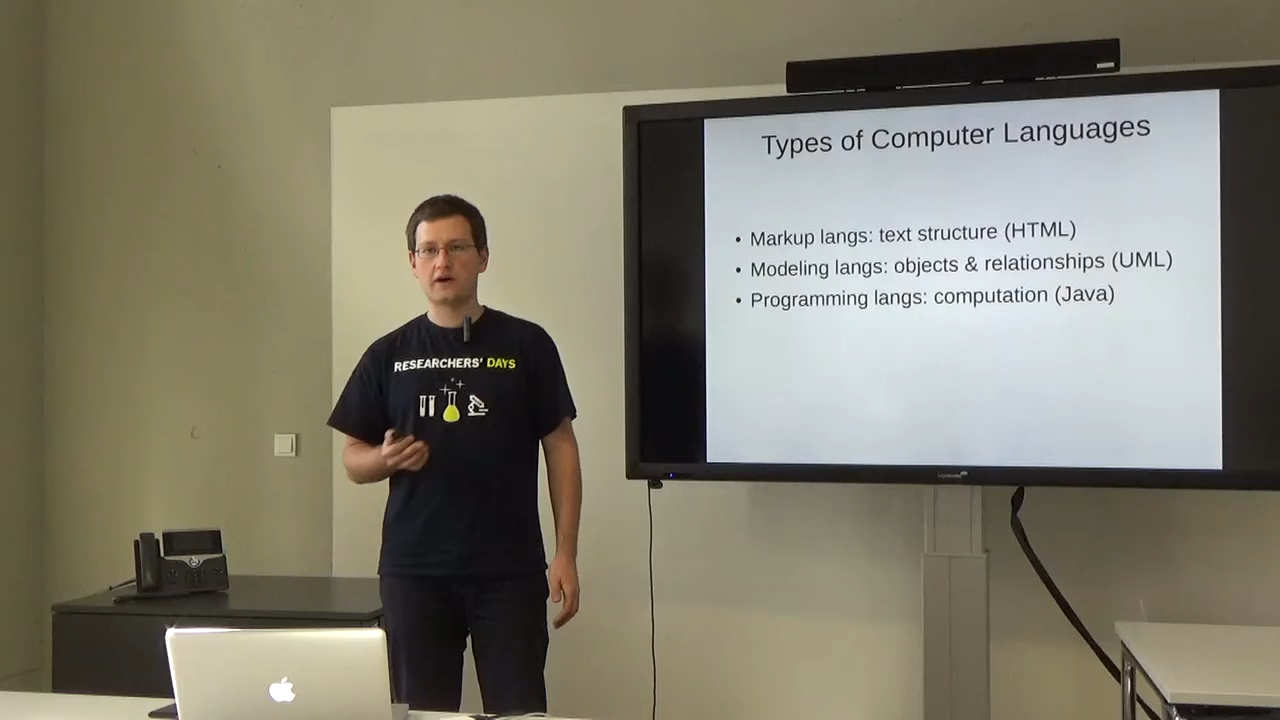 Types of Computer Languages
• Markup langs: text structure (HTML)
• Modeling langs: objects & relationships (UML)
• Programming langs: computation (Java)
RESEARCHERS' DAYS